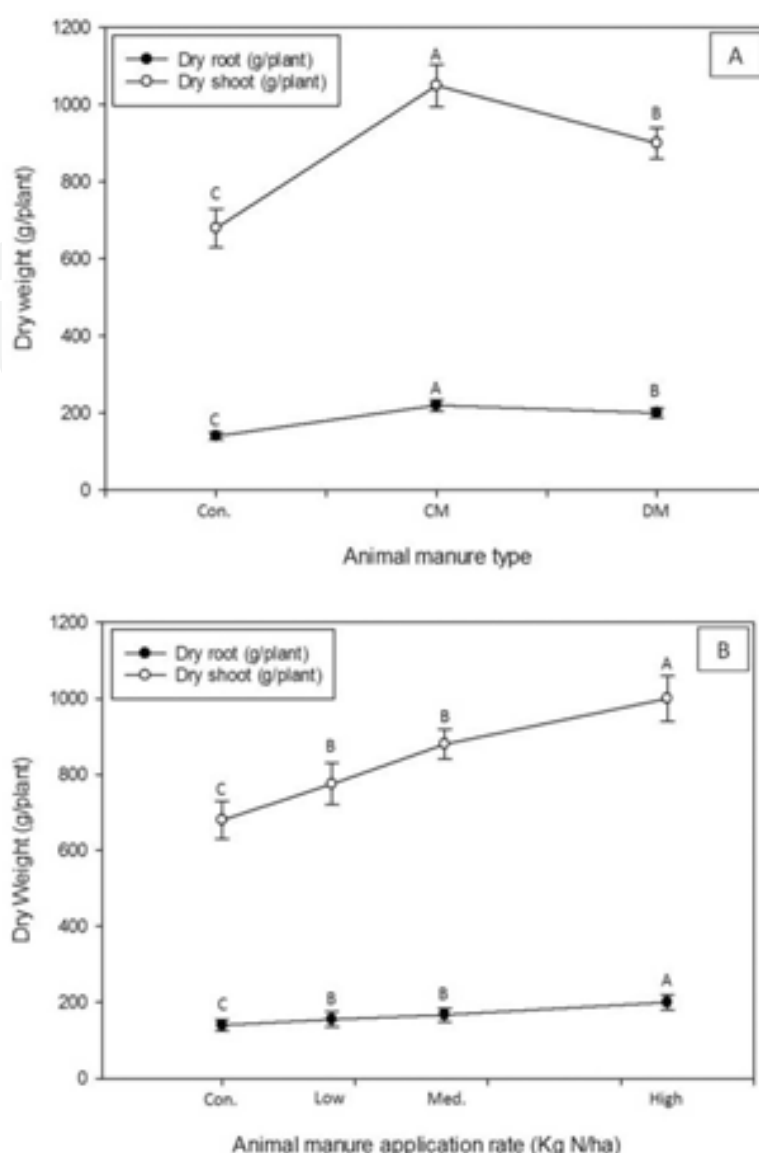 1200
1000
800
600
400
200
0
Dry weight (g/plant)
Dry root (g/plant)
Dry shoot (g/plant)
A
C
A
B
C
A
B
Con.
CM
DM
Animal manure type
1200
1000
800
600
400
200
0
Dry Weight (g/plant)
Dry root (g/plant)
Dry shoot (g/plant)
B
C
B
B
A
C
B
B
A
Con.
Low
Med.
High
Animal manure application rate (Kg N/ha)